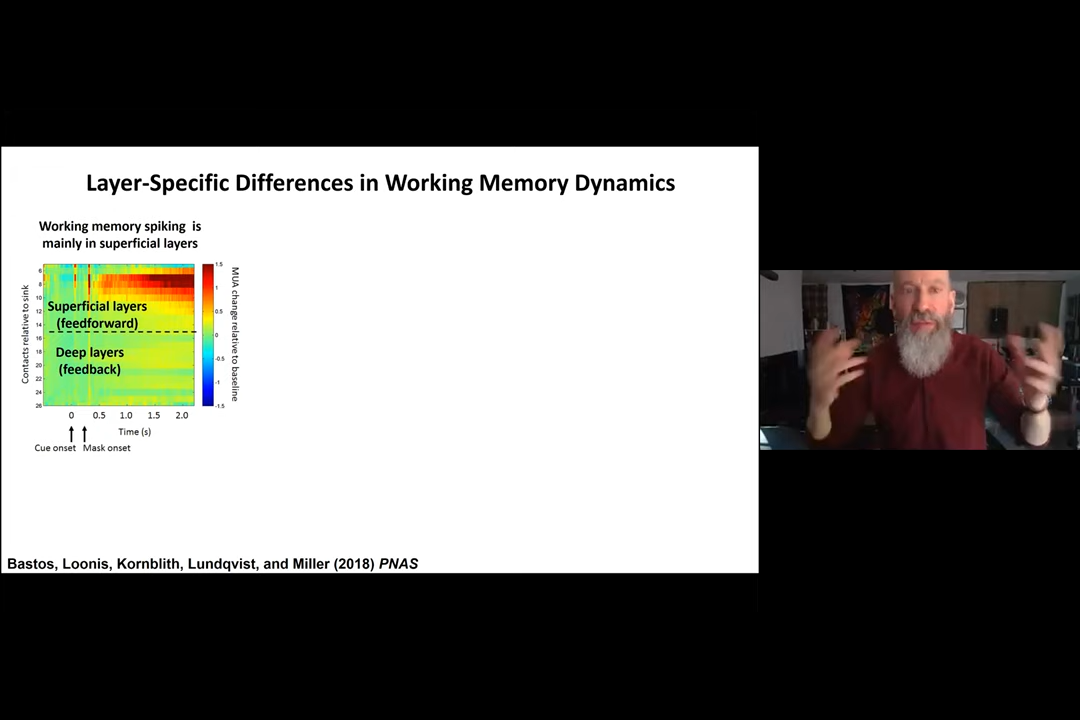 Layer-Specific Differences in Working Memory Dynamics
Working memory spiking is
mainly in superficial layers
1.5
1
0.5
0
-0.5
-1
-1.5
MUA change relative to baseline
Contacts relative to sink
6
8
10
12
14
16
18
20
22
24
26
Superficial layers
(feedforward)
Deep layers
(feedback)
0 0.5 1.0 1.5 2.0
Time (s)
Cue onset Mask onset
Bastos, Loonis, Kornblith, Lundqvist, and Miller (2018) PNAS